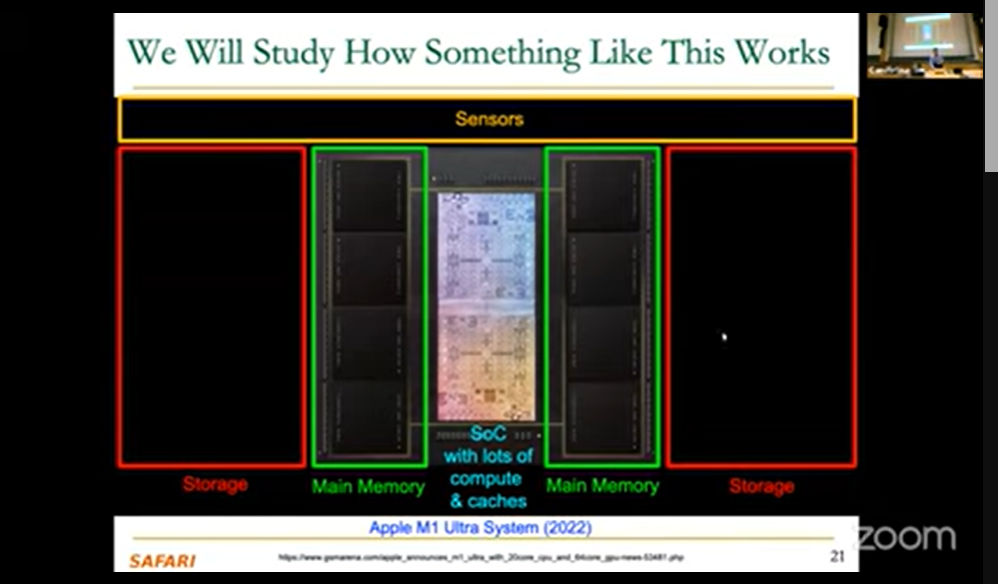 We Will Study How Something Like This Works
Sensors
Storage
Main Memory
SoC
with lots of
compute
& caches
Main Memory
Storage
Apple M1 Ultra System (2022)
SAFARI
https://www.gsmarena.com/apple_announces_m1_ultra_with_20core_cpu_and_64core_gpu-news-53481.php
21
zoom